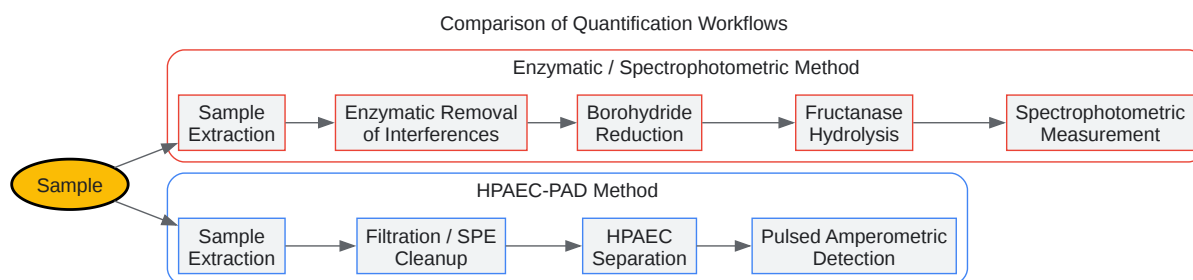 Comparison of Quantification Workflows
Enzymatic / Spectrophotometric Method
Sample
Extraction
Enzymatic Removal
of Interferences
Borohydride
Reduction
Fructanase
Hydrolysis
Spectrophotometric
Measurement
Sample
HPAEC-PAD Method
Sample
Extraction
Filtration / SPE
Cleanup
HPAEC
Separation
Pulsed Amperometric
Detection